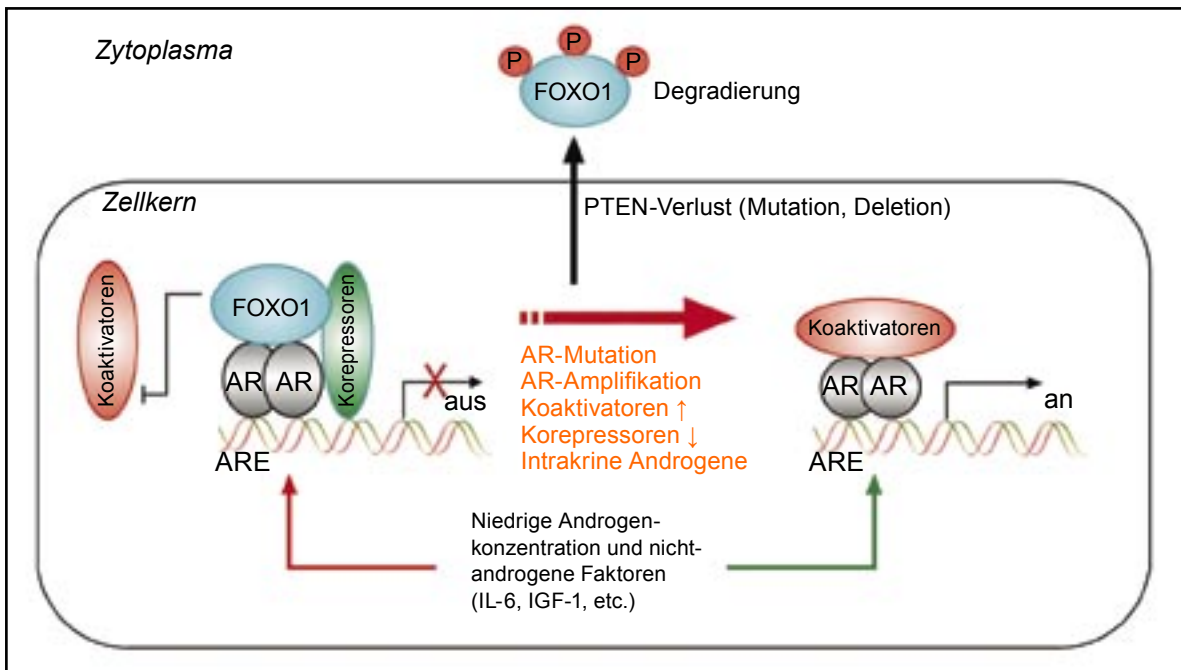 Zytoplasma
P P P
FOXO1
Degradierung
Zellkern
PTEN-Verlust (Mutation, Deletion)
Koaktivatoren
FOXO1
Korepressoren
AR AR
aus
ARE
AR-Mutation
AR-Amplifikation
Koaktivatoren ↑
Korepressoren ↓
Intrakrine Androgene
Koaktivatoren
AR AR
an
ARE
Niedrige Androgen-
konzentration und nicht-
androgene Faktoren
(IL-6, IGF-1, etc.)